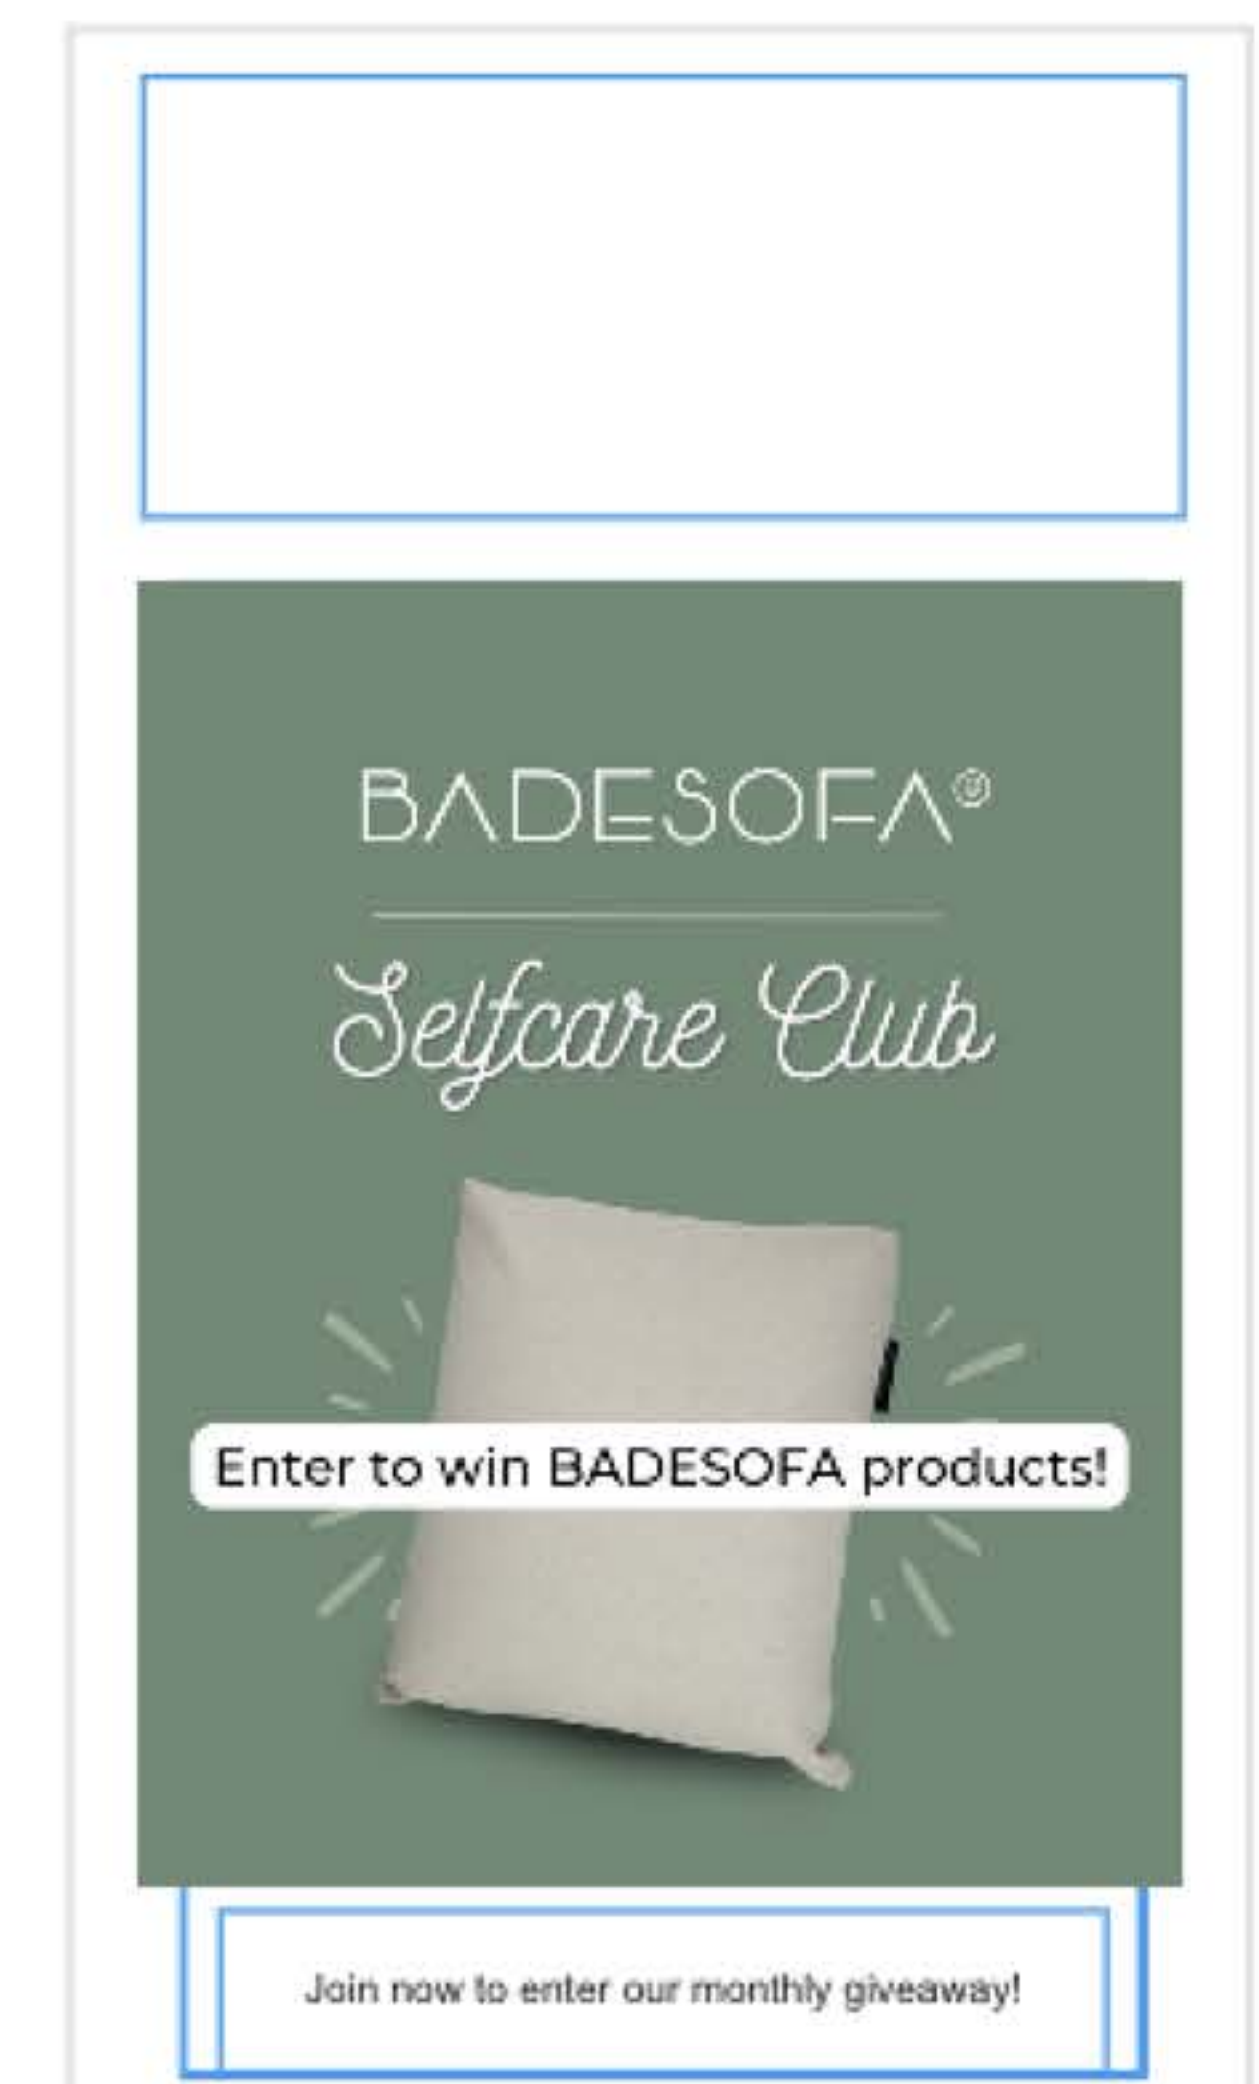 BADESOFA®
Selfcare Club
Enter to win BADESOFA products!
Join now to enter our monthly giveaway!